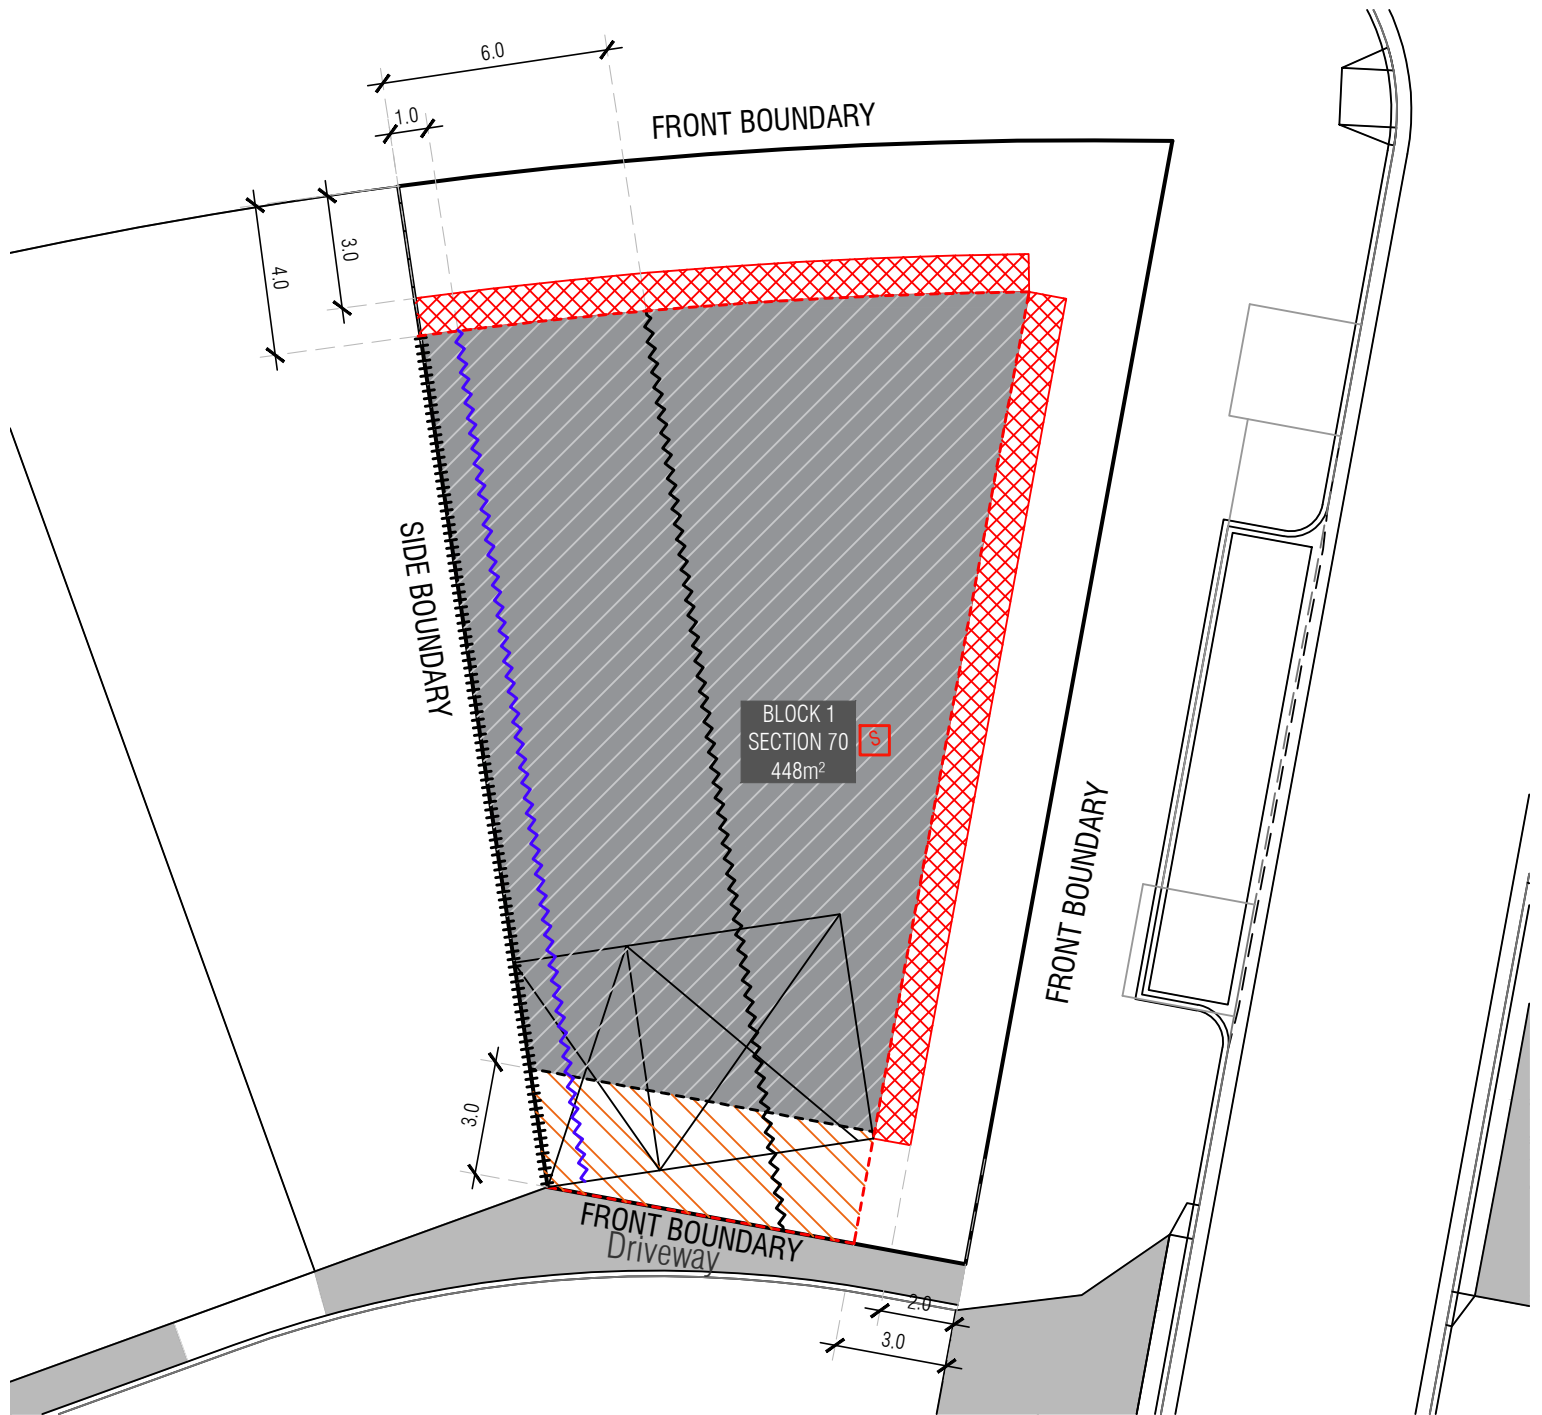 6.0
1.0
FRONT BOUNDARY
3.0
4.0
SIDE BOUNDARY
BLOCK 1
SECTION 70
448m²
S
FRONT BOUNDARY
3.0
FRONT BOUNDARY
Driveway
2.0
3.0